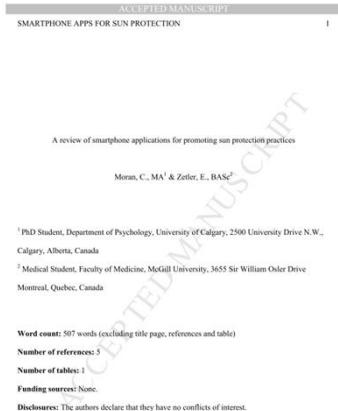 ACCEPTED MANUSCRIPT
SMARTPHONE APPS FOR SUN PROTECTION 1
A review of smartphone applications for promoting sun protection practices
Moran, C., MA¹ & Zetler, E., BASc²
¹ PhD Student, Department of Psychology, University of Calgary, 2500 University Drive N.W.,
Calgary, Alberta, Canada
² Medical Student, Faculty of Medicine, McGill University, 3655 Sir William Osler Drive
Montreal, Quebec, Canada
Word count: 507 words (excluding title page, references and table)
Number of references: 5
Number of tables: 1
Funding sources: None.
Disclosures: The authors declare that they have no conflicts of interest.
ACCEPTED MANUSCRIPT